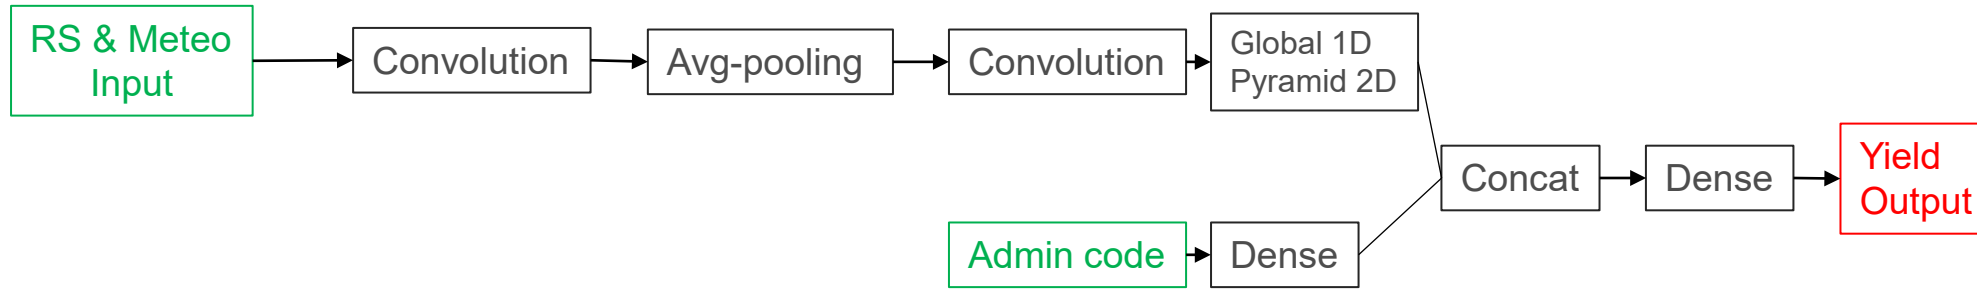 RS & Meteo
Input
Convolution
Avg-pooling
Convolution
Global 1D
Pyramid 2D
Admin code
Dense
Concat
Dense
Yield
Output